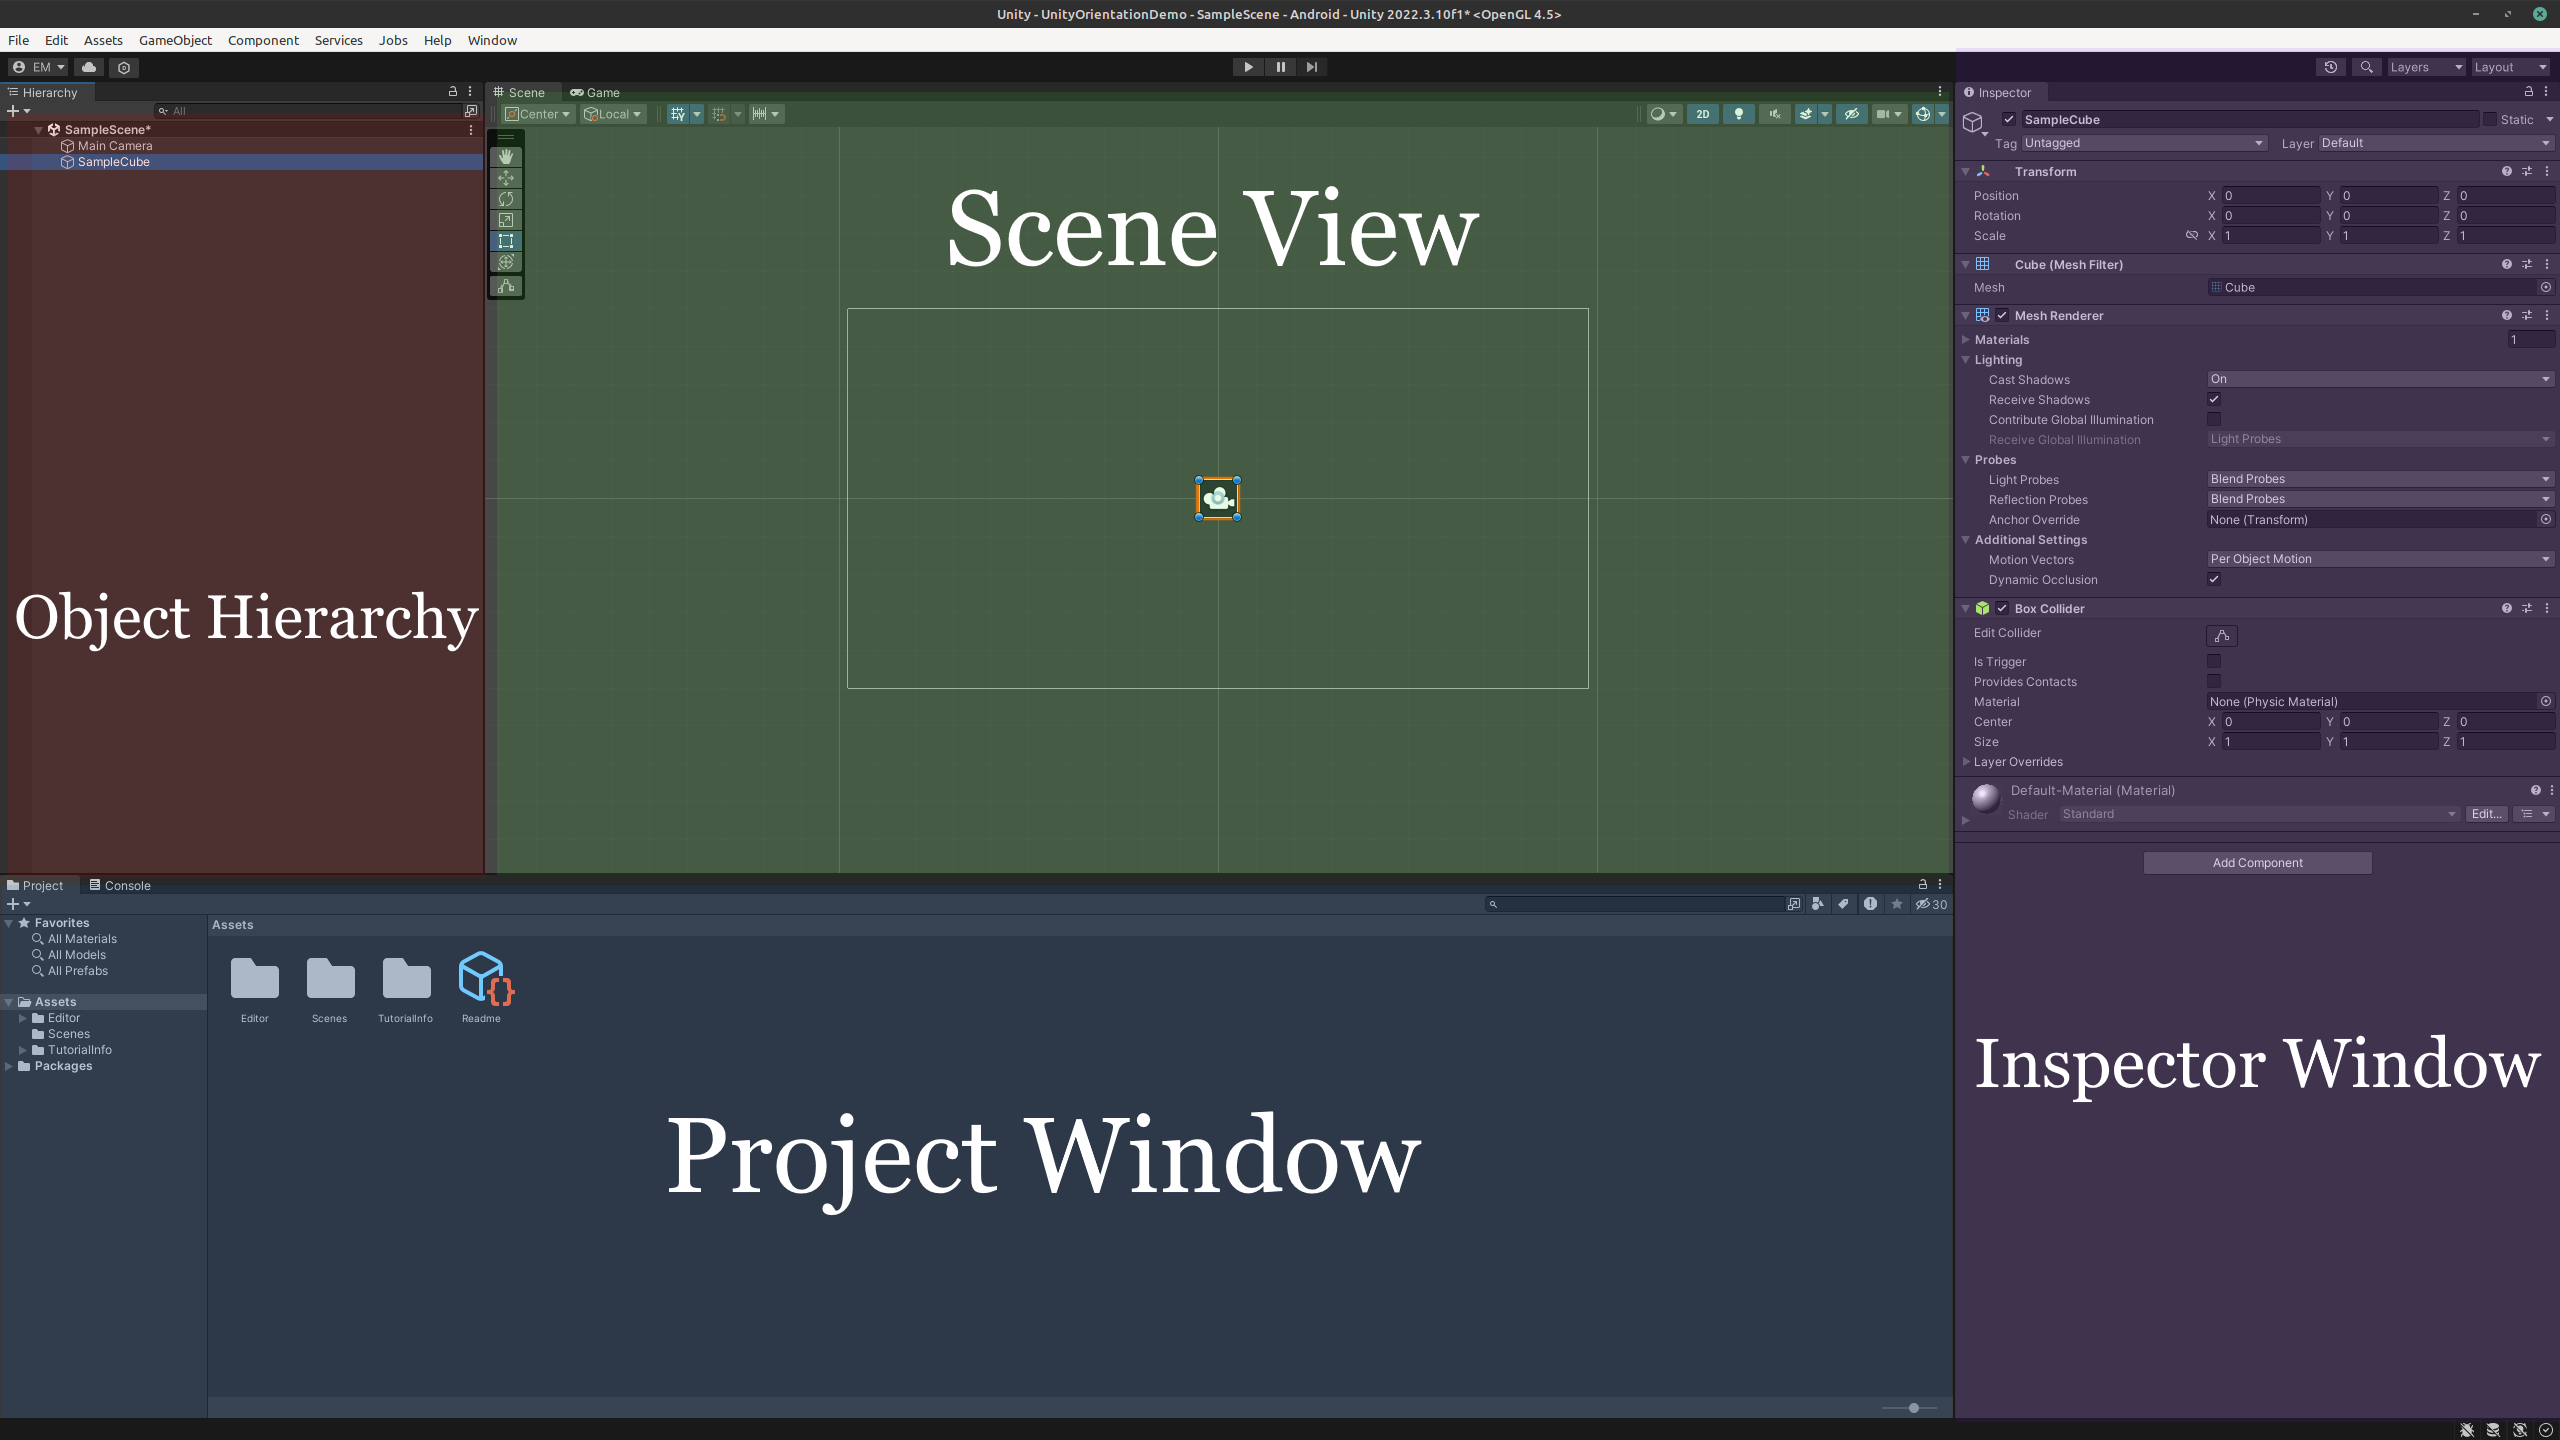 Unity - UnityOrientationDemo - SampleScene - Android - Unity 2022.3.10f1* <OpenGL 4.5>
File Edit Assets GameObject Component Services Jobs Help Window
EM Layers Layout
Hierarchy
All
SampleScene*
Main Camera
SampleCube
Object Hierarchy
Scene Game
Center Local 2D
Scene View
Inspector
SampleCube Static
Tag Untagged Layer Default
Transform
Position X 0 Y 0 Z 0
Rotation X 0 Y 0 Z 0
Scale X 1 Y 1 Z 1
Cube (Mesh Filter)
Mesh Cube
Mesh Renderer
Materials 1
Lighting
Cast Shadows On
Receive Shadows
Contribute Global Illumination
Receive Global Illumination Light Probes
Probes
Light Probes Blend Probes
Reflection Probes Blend Probes
Anchor Override None (Transform)
Additional Settings
Motion Vectors Per Object Motion
Dynamic Occlusion
Box Collider
Edit Collider
Is Trigger
Provides Contacts
Material None (Physic Material)
Center X 0 Y 0 Z 0
Size X 1 Y 1 Z 1
Layer Overrides
Default-Material (Material)
Shader Standard Edit...
Add Component
Inspector Window
Project Console
30
Favorites
All Materials
All Models
All Prefabs
Assets
Editor
Scenes
TutorialInfo
Packages
Assets
Editor Scenes TutorialInfo Readme
Project Window